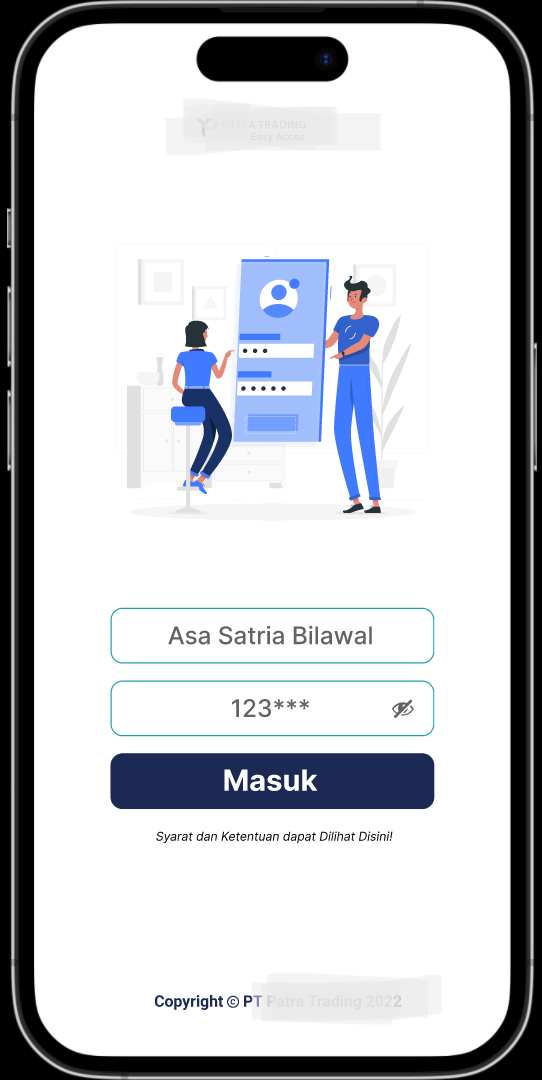 PATRA TRADING
Easy Acces
Asa Satria Bilawal
123***
Masuk
Syarat dan Ketentuan dapat Dilihat Disini!
Copyright © PT Patra Trading 2022